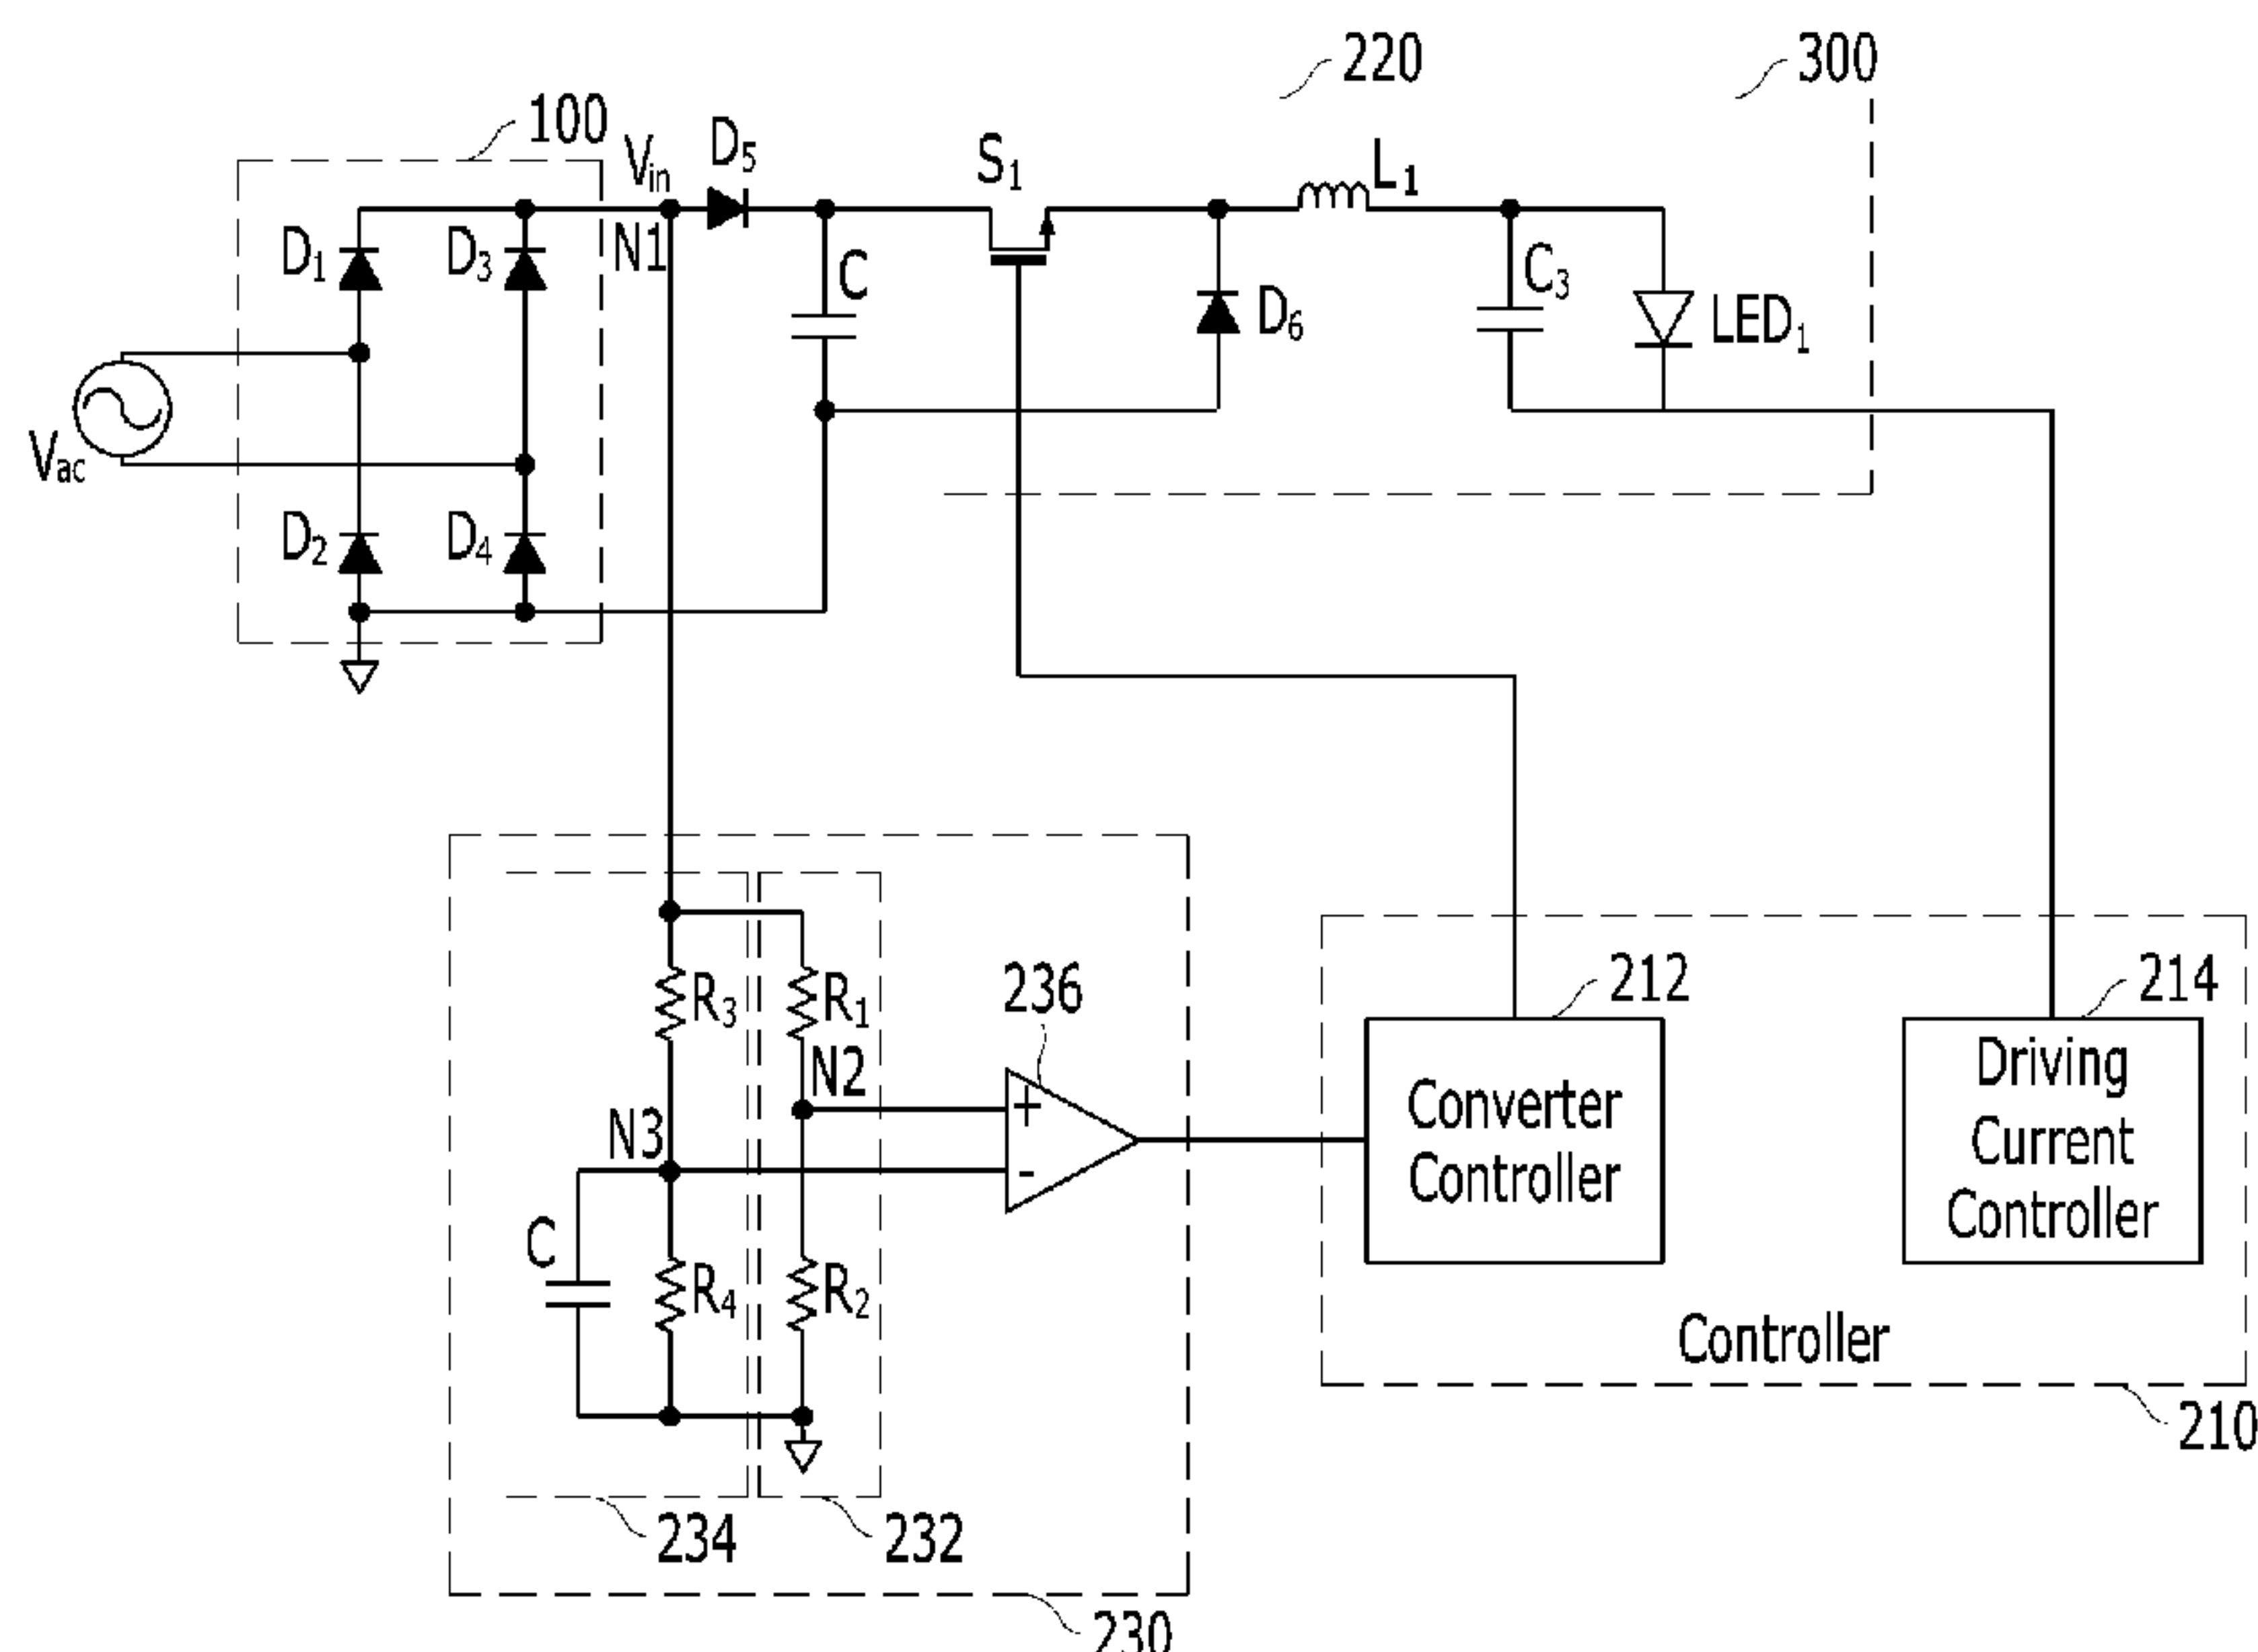 220
300
100
Vin
D5
S1
L1
D1
D3
N1
C
D6
C3
LED1
Vac
D2
D4
R3
R1
236
212
214
N2
N3
+
-
Converter
Controller
Driving
Current
Controller
C
R4
R2
Controller
210
234
232
230